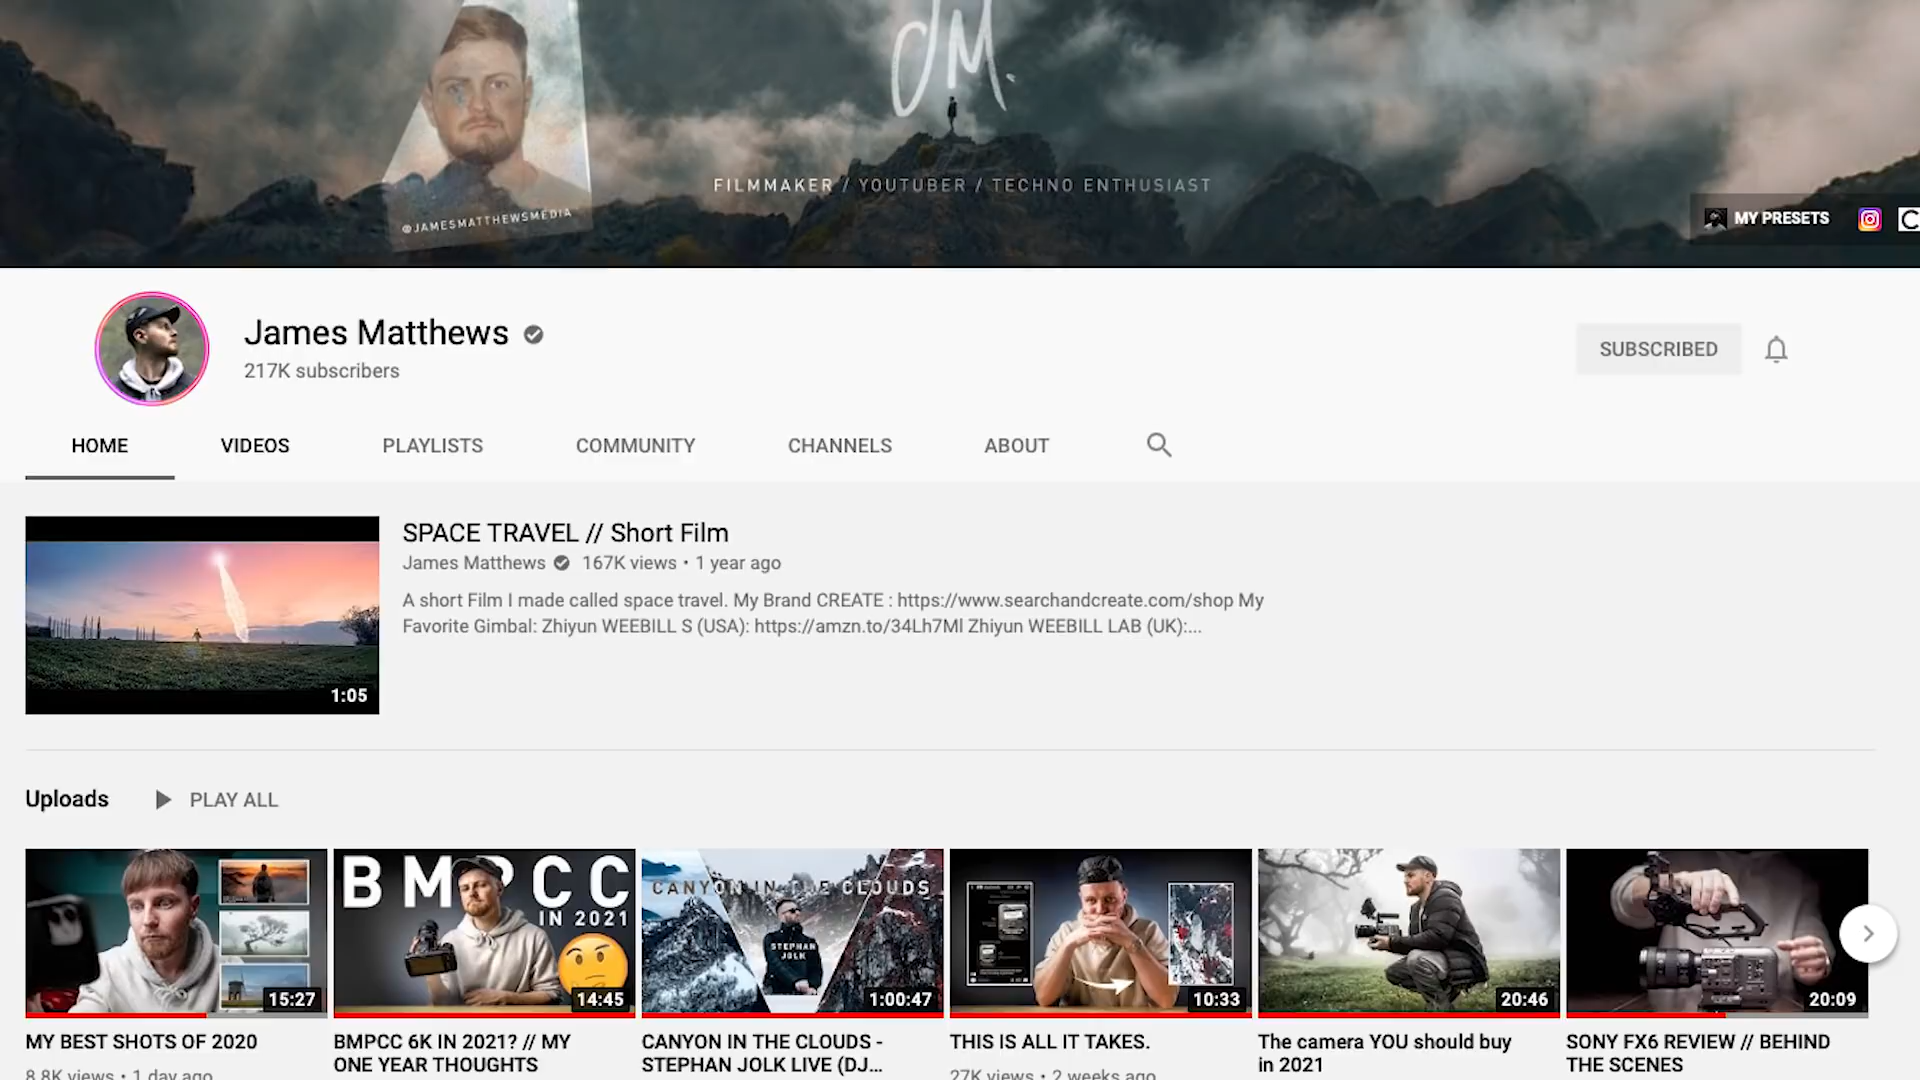 JM.
@JAMESMATTHEWSMEDIA
FILMMAKER / YOUTUBER / TECHNO ENTHUSIAST
MY PRESETS
James Matthews
217K subscribers
SUBSCRIBED
HOME VIDEOS PLAYLISTS COMMUNITY CHANNELS ABOUT
SPACE TRAVEL // Short Film
James Matthews 167K views • 1 year ago
A short Film I made called space travel. My Brand CREATE : https://www.searchandcreate.com/shop My
Favorite Gimbal: Zhiyun WEEBILL S (USA): https://amzn.to/34Lh7Ml Zhiyun WEEBILL LAB (UK):...
1:05
Uploads PLAY ALL
15:27
MY BEST SHOTS OF 2020
8.8K views • 1 day ago
BMPCC
IN 2021
14:45
BMPCC 6K IN 2021? // MY
ONE YEAR THOUGHTS
CANYON IN THE CLOUDS
STEPHAN
JOLK
1:00:47
CANYON IN THE CLOUDS -
STEPHAN JOLK LIVE (DJ...
10:33
THIS IS ALL IT TAKES.
27K views • 2 weeks ago
20:46
The camera YOU should buy
in 2021
20:09
SONY FX6 REVIEW // BEHIND
THE SCENES